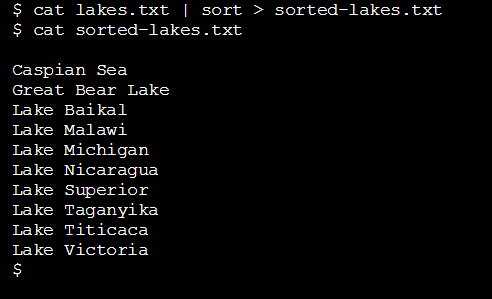 $ cat lakes.txt | sort > sorted-lakes.txt
$ cat sorted-lakes.txt
Caspian Sea
Great Bear Lake
Lake Baikal
Lake Malawi
Lake Michigan
Lake Nicaragua
Lake Superior
Lake Taganyika
Lake Titicaca
Lake Victoria
$